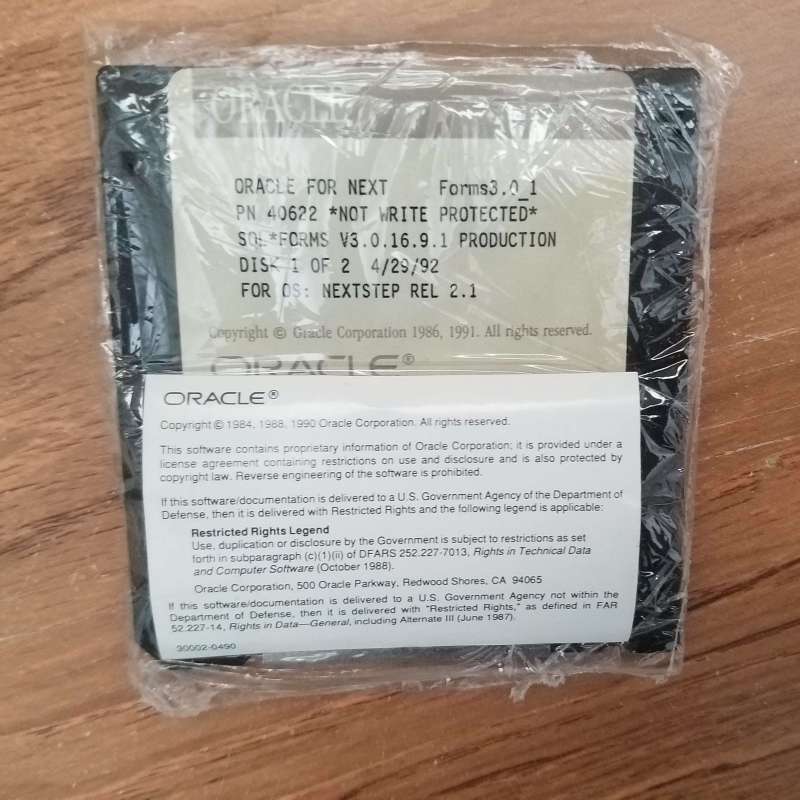 ORACLE
ORACLE FOR NEXT Forms3.0_1
PN 40622 *NOT WRITE PROTECTED*
SQL*FORMS V3.0.16.9.1 PRODUCTION
DISK 1 OF 2 4/29/92
FOR OS: NEXTSTEP REL 2.1
Copyright © Oracle Corporation 1986, 1991. All rights reserved.
ORACLE®
ORACLE®
Copyright © 1984, 1988, 1990 Oracle Corporation. All rights reserved.
This software contains proprietary information of Oracle Corporation; it is provided under a
license agreement containing restrictions on use and disclosure and is also protected by
copyright law. Reverse engineering of the software is prohibited.
If this software/documentation is delivered to a U.S. Government Agency of the Department of
Defense, then it is delivered with Restricted Rights and the following legend is applicable:
Restricted Rights Legend
Use, duplication or disclosure by the Government is subject to restrictions as set
forth in subparagraph (c)(1)(ii) of DFARS 252.227-7013, Rights in Technical Data
and Computer Software (October 1988).
Oracle Corporation, 500 Oracle Parkway, Redwood Shores, CA 94065
If this software/documentation is delivered to a U.S. Government Agency not within the
Department of Defense, then it is delivered with "Restricted Rights," as defined in FAR
52.227-14, Rights in Data—General, including Alternate III (June 1987).
30002-0490